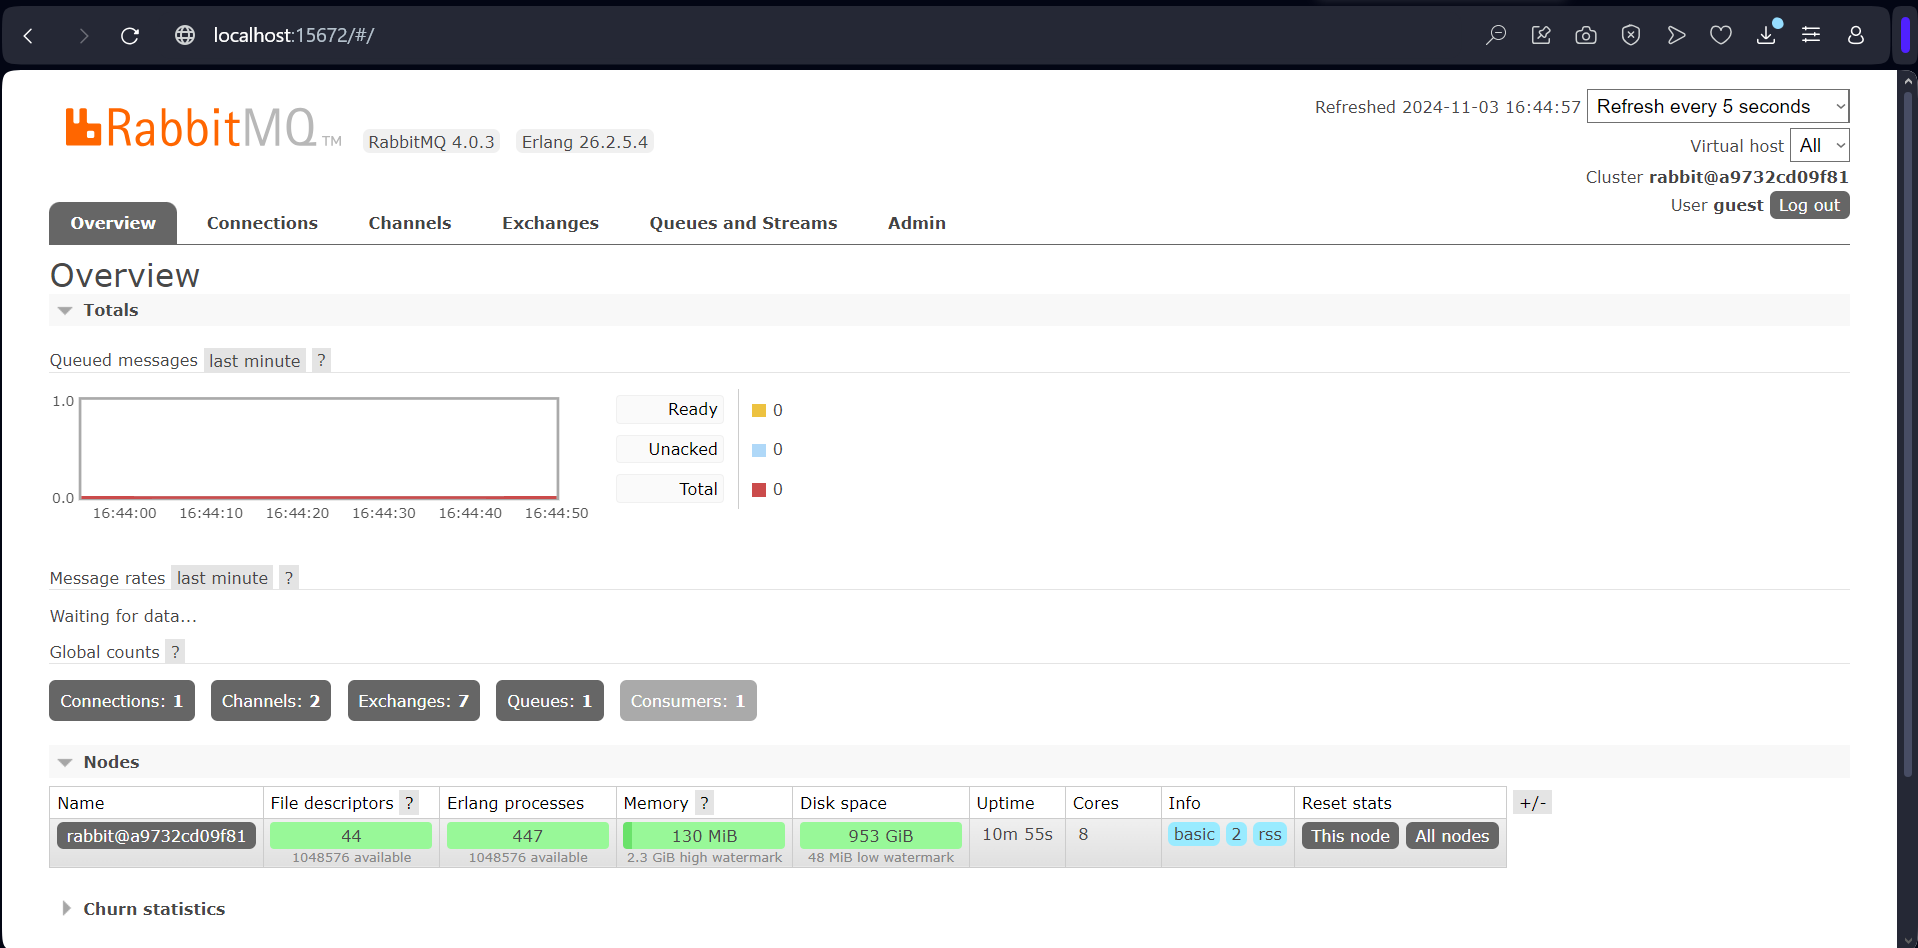 localhost:15672/#/
RabbitMQ TM RabbitMQ 4.0.3 Erlang 26.2.5.4
Refreshed 2024-11-03 16:44:57 Refresh every 5 seconds
Virtual host All
Cluster rabbit@a9732cd09f81
User guest Log out
Overview Connections Channels Exchanges Queues and Streams Admin
Overview
Totals
Queued messages last minute ?
1.0
0.0
16:44:00 16:44:10 16:44:20 16:44:30 16:44:40 16:44:50
Ready 0
Unacked 0
Total 0
Message rates last minute ?
Waiting for data...
Global counts ?
Connections: 1 Channels: 2 Exchanges: 7 Queues: 1 Consumers: 1
Nodes
Name File descriptors ? Erlang processes Memory ? Disk space Uptime Cores Info Reset stats +/-
rabbit@a9732cd09f81 44 447 130 MiB 953 GiB 10m 55s 8 basic 2 rss This node All nodes
1048576 available 1048576 available 2.3 GiB high watermark 48 MiB low watermark
Churn statistics